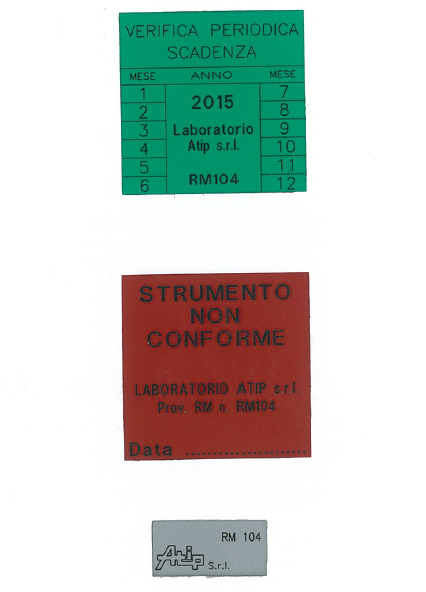 VERIFICA PERIODICA
SCADENZA
MESE ANNO MESE
1 7
2 2015 8
3 Laboratorio 9
4 Atip s.r.l. 10
5 11
6 RM104 12
STRUMENTO
NON
CONFORME
LABORATORIO ATIP s.r.l.
Prov. RM o RM104
Data ......................
RM 104
Atip S.r.l.